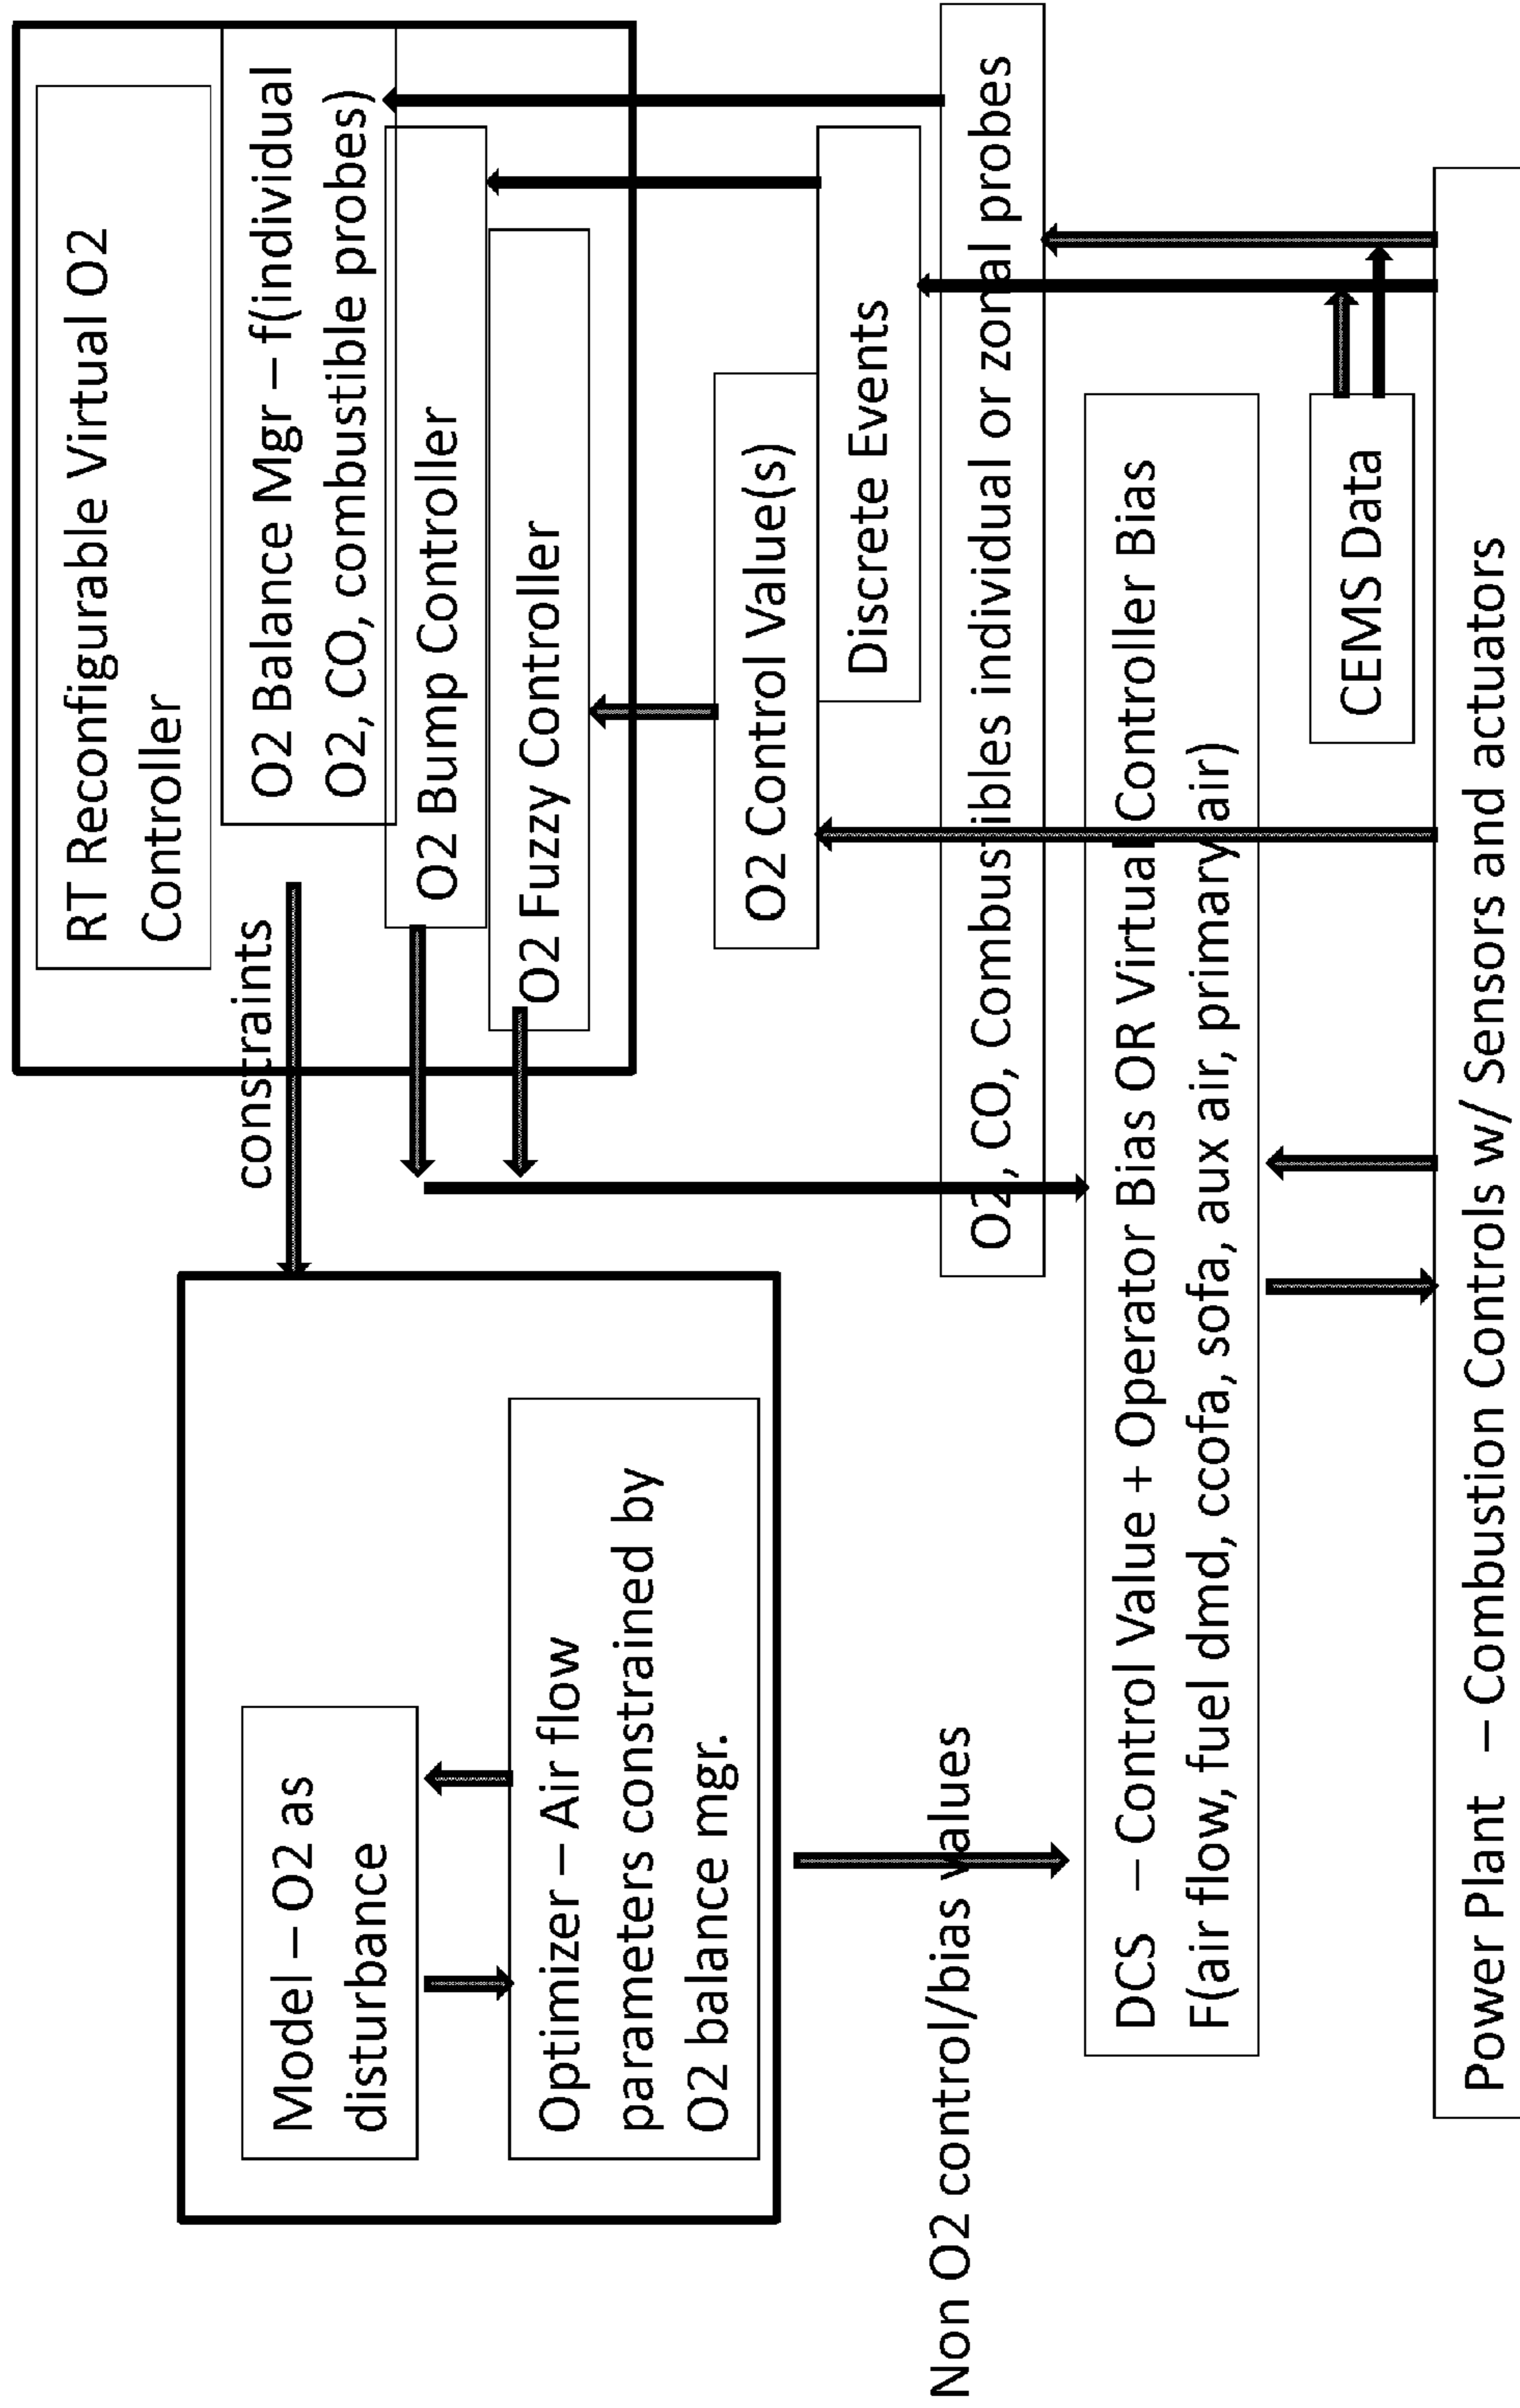 RT Reconfigurable Virtual O2
Controller
O2 Balance Mgr – f(individual
O2, CO, combustible probes)
O2 Bump Controller
O2 Fuzzy Controller
constraints
Model – O2 as
disturbance
Optimizer – Air flow
parameters constrained by
O2 balance mgr.
O2 Control Value(s)
Discrete Events
Non O2 control/bias values
O2, CO, Combustibles individual or zonal probes
DCS – Control Value + Operator Bias OR Virtual Controller Bias
F(air flow, fuel dmd, ccofa, sofa, aux air, primary air)
CEMS Data
Power Plant – Combustion Controls w/ Sensors and actuators